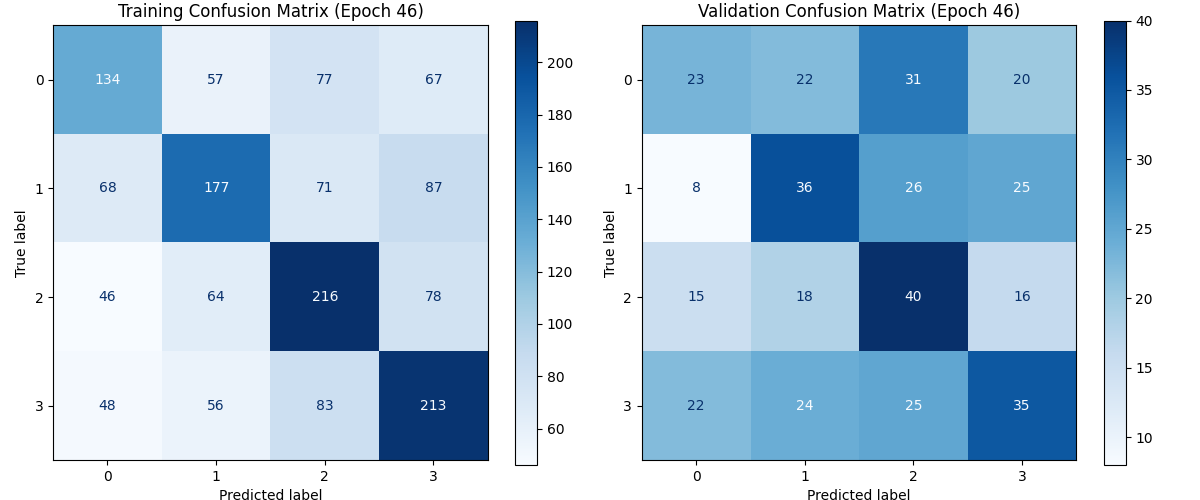 Training Confusion Matrix (Epoch 46)
True label
0 134 57 77 67
1 68 177 71 87
2 46 64 216 78
3 48 56 83 213
0 1 2 3
Predicted label
200
180
160
140
120
100
80
60
Validation Confusion Matrix (Epoch 46)
True label
0 23 22 31 20
1 8 36 26 25
2 15 18 40 16
3 22 24 25 35
0 1 2 3
Predicted label
40
35
30
25
20
15
10